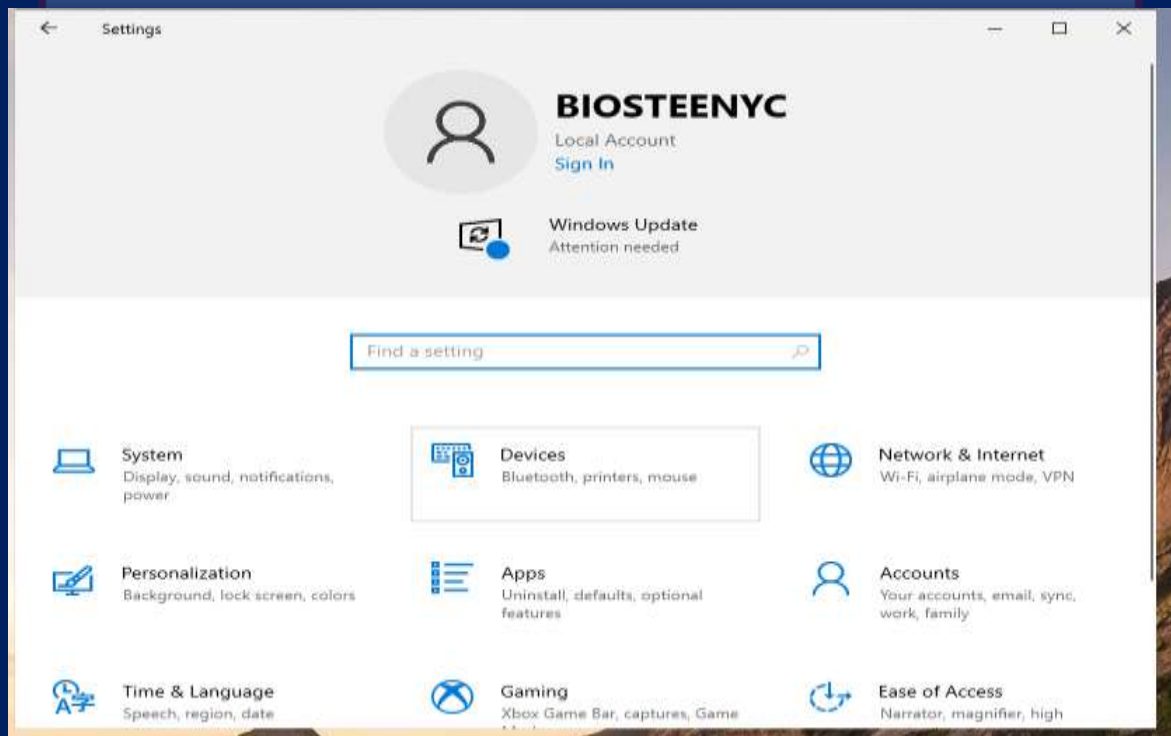 Settings
BIOSTEENYC
Local Account
Sign In
Windows Update
Attention needed
Find a setting
System
Display, sound, notifications,
power
Devices
Bluetooth, printers, mouse
Network & Internet
Wi-Fi, airplane mode, VPN
Personalization
Background, lock screen, colors
Apps
Uninstall, defaults, optional
features
Accounts
Your accounts, email, sync,
work, family
Time & Language
Speech, region, date
Gaming
Xbox Game Bar, captures, Game
Ease of Access
Narrator, magnifier, high